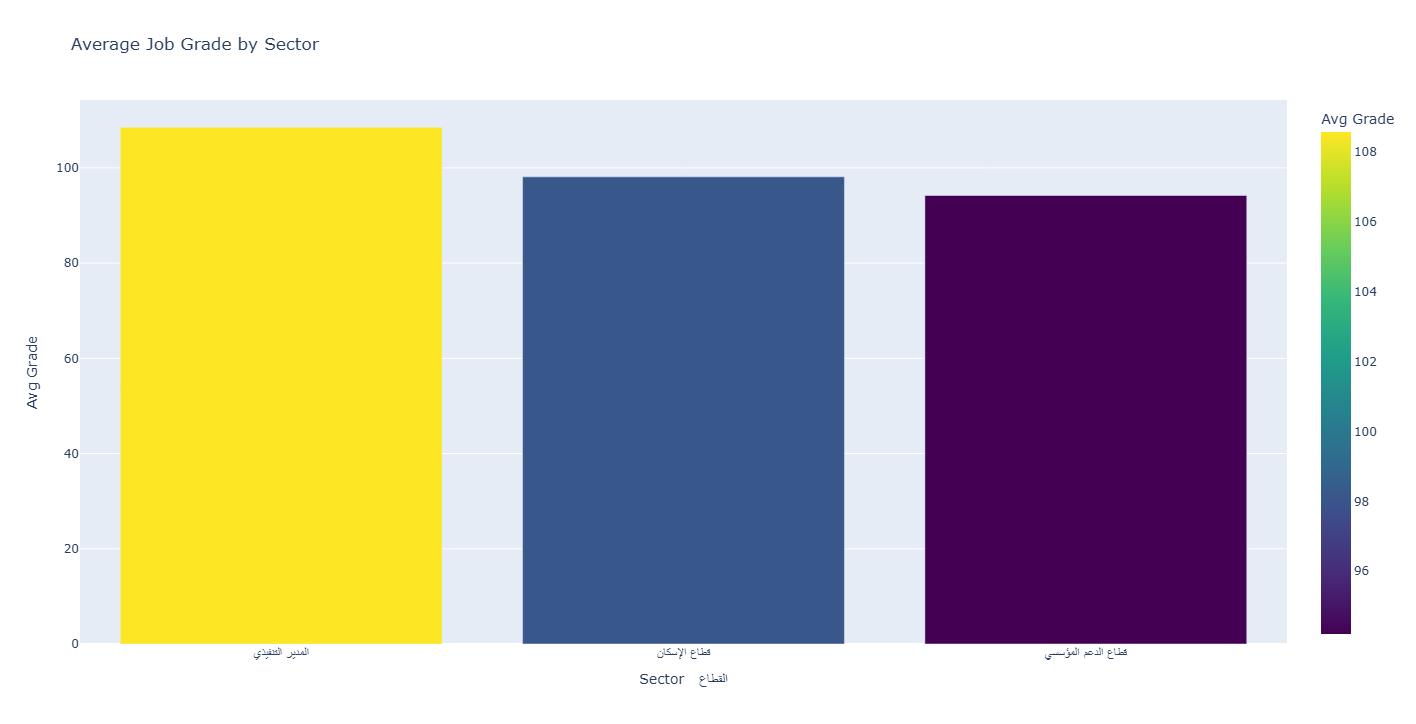 Average Job Grade by Sector
Avg Grade
100
80
60
40
20
0
المدير التنفيذي
قطاع الإسكان
قطاع الدعم المؤسسي
Sector القطاع
Avg Grade
108
106
104
102
100
98
96